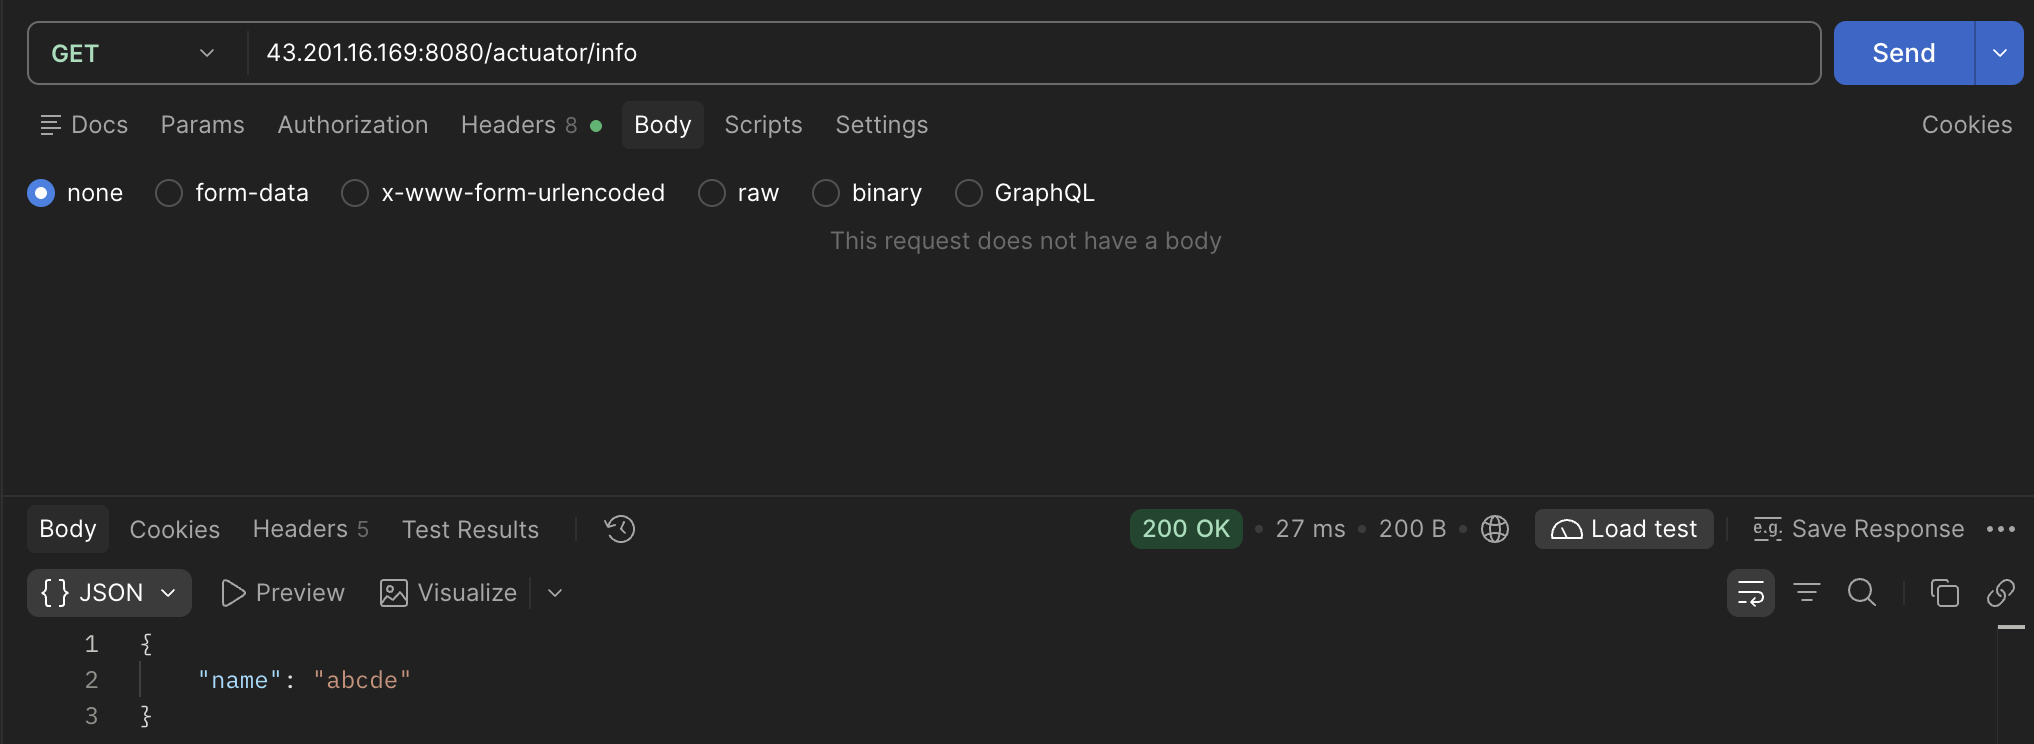 GET 43.201.16.169:8080/actuator/info Send
Docs Params Authorization Headers 8 Body Scripts Settings Cookies
none form-data x-www-form-urlencoded raw binary GraphQL
This request does not have a body
Body Cookies Headers 5 Test Results 200 OK • 27 ms • 200 B • Load test e.g. Save Response
{} JSON Preview Visualize
1 {
2 "name": "abcde"
3 }